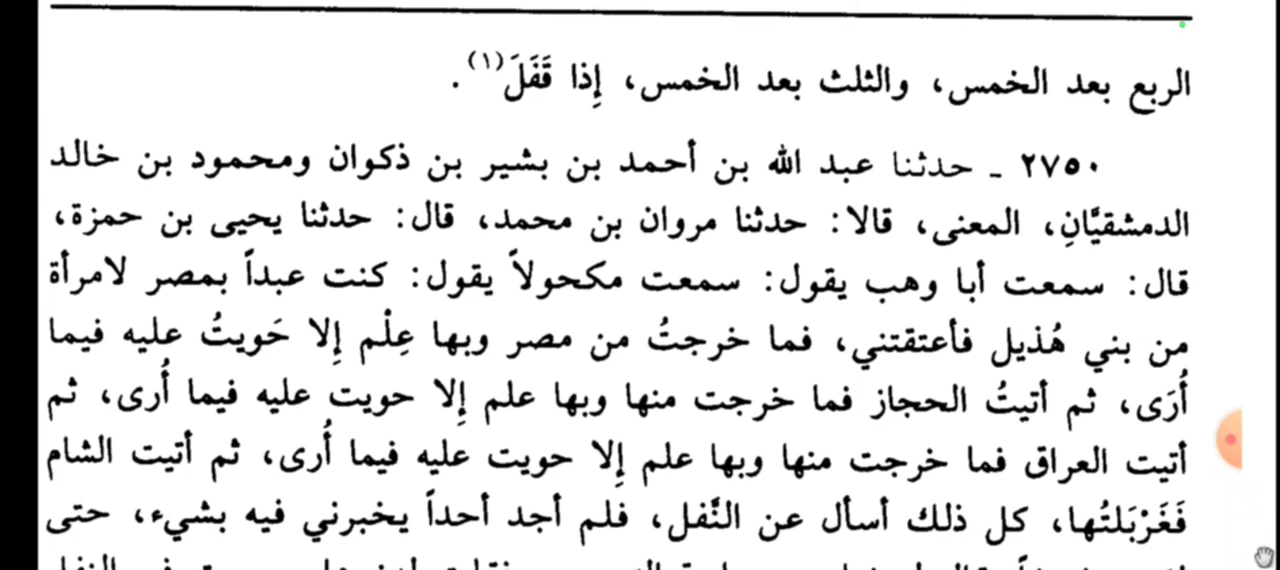 الربع بعد الخمس، والثلث بعد الخمس، إِذا قَفَلَ(١).
٢٧٥٠ ـ حدثنا عبد الله بن أحمد بن بشير بن ذكوان ومحمود بن خالد
الدمشقيَّانِ، المعنى، قالا: حدثنا مروان بن محمد، قال: حدثنا يحيى بن حمزة،
قال: سمعت أبا وهب يقول: سمعت مكحولاً يقول: كنت عبداً بمصر لامرأة
من بني هُذيل فأعتقتني، فما خرجتُ من مصر وبها عِلْم إِلا حَويتُ عليه فيما
أُرَى، ثم أتيتُ الحجاز فما خرجت منها وبها علم إِلا حويت عليه فيما أُرى، ثم
أتيت العراق فما خرجت منها وبها علم إِلا حويت عليه فيما أُرى، ثم أتيت الشام
فَغَرْبَلتُها، كل ذلك أسأل عن النَّفل، فلم أجد أحداً يخبرني فيه بشيء، حتى